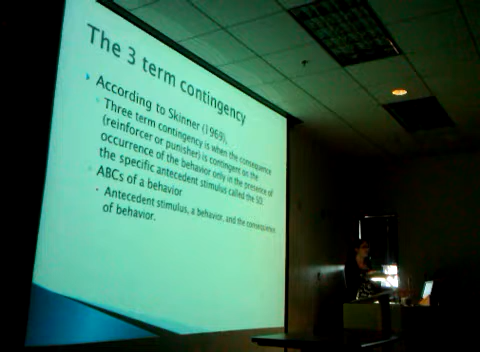 The 3 term contingency
According to Skinner (1969),
Three term contingency is when the consequence
(reinforcer or punisher) is contingent on the
occurrence of the behavior only in the presence of
the specific antecedent stimulus called the SD.
ABCs of a behavior
Antecedent stimulus, a behavior, and the consequence
of behavior.